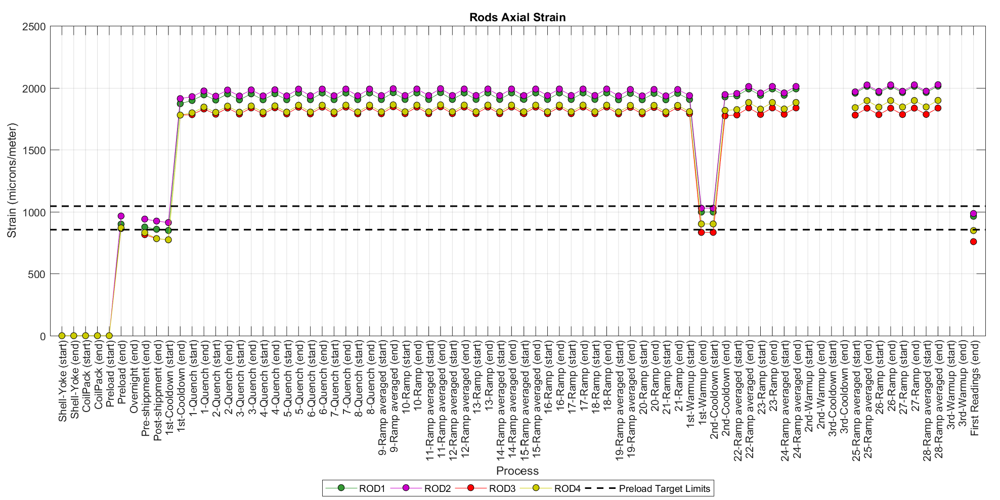 Rods Axial Strain
2500
2000
1500
1000
500
0
Strain (microns/meter)
Shell-Yoke (start)
Shell-Yoke (end)
CoilPack (start)
CoilPack (end)
Preload (start)
Preload (end)
Overnight (end)
Pre-shippment (end)
Post-shippment (end)
1st-Cooldown (start)
1st-Cooldown (end)
1-Quench (start)
1-Quench (end)
2-Quench (start)
2-Quench (end)
3-Quench (start)
3-Quench (end)
4-Quench (start)
4-Quench (end)
5-Quench (start)
5-Quench (end)
6-Quench (start)
6-Quench (end)
7-Quench (start)
7-Quench (end)
8-Quench (start)
8-Quench (end)
9-Ramp averaged (start)
9-Ramp averaged (end)
10-Ramp (start)
10-Ramp (end)
11-Ramp averaged (start)
11-Ramp averaged (end)
12-Ramp averaged (start)
12-Ramp averaged (end)
13-Ramp (start)
13-Ramp (end)
14-Ramp averaged (start)
14-Ramp averaged (end)
15-Ramp averaged (start)
15-Ramp averaged (end)
16-Ramp (start)
16-Ramp (end)
17-Ramp (start)
17-Ramp (end)
18-Ramp (start)
18-Ramp (end)
19-Ramp averaged (start)
19-Ramp averaged (end)
20-Ramp (start)
20-Ramp (end)
21-Ramp (start)
21-Ramp (end)
1st-Warmup (start)
1st-Warmup (end)
2nd-Cooldown (start)
2nd-Cooldown (end)
22-Ramp averaged (start)
22-Ramp averaged (end)
23-Ramp (start)
23-Ramp (end)
24-Ramp averaged (start)
24-Ramp averaged (end)
2nd-Warmup (start)
2nd-Warmup (end)
3rd-Cooldown (start)
3rd-Cooldown (end)
25-Ramp averaged (start)
25-Ramp averaged (end)
26-Ramp (start)
26-Ramp (end)
27-Ramp (start)
27-Ramp (end)
28-Ramp averaged (start)
28-Ramp averaged (end)
3rd-Warmup (start)
3rd-Warmup (end)
First Readings (end)
Process
ROD1 ROD2 ROD3 ROD4 Preload Target Limits